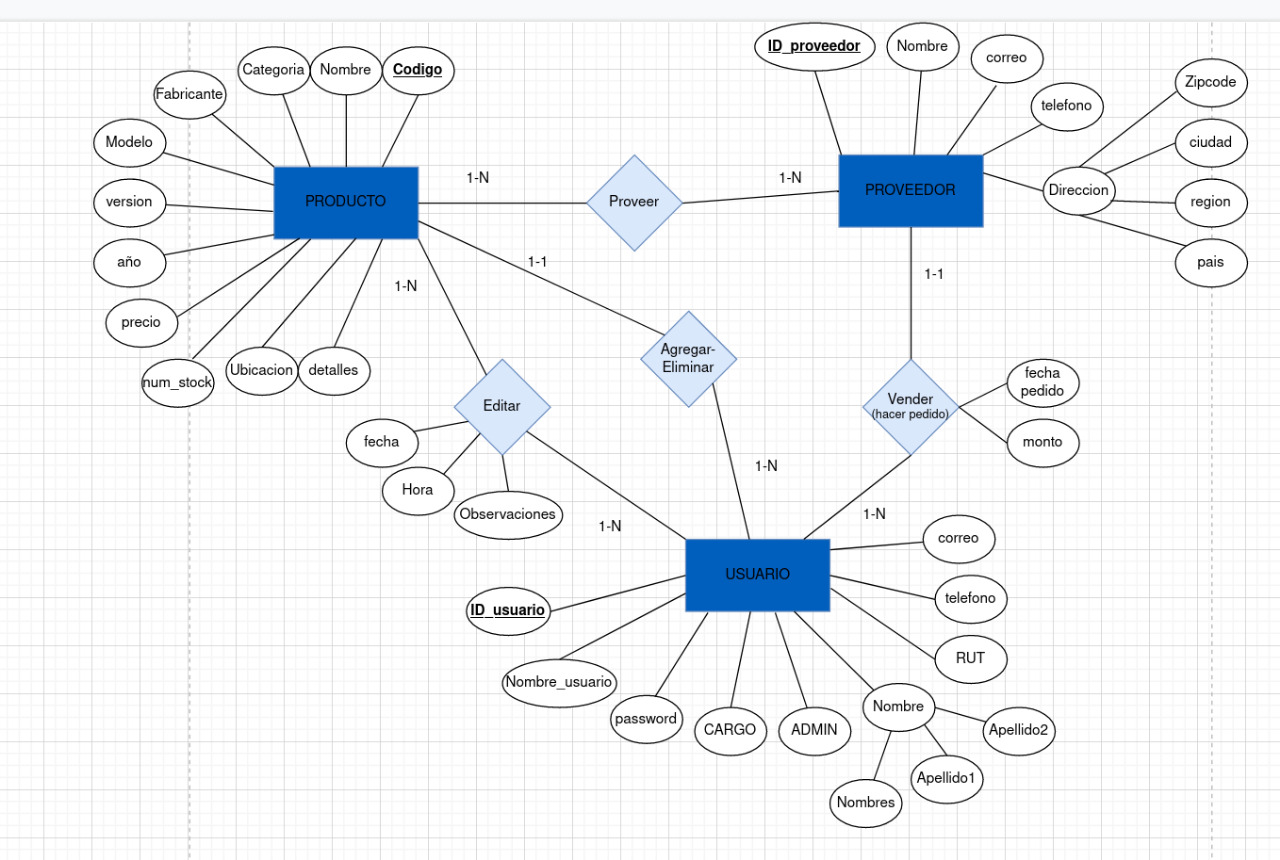 ID_proveedor
Nombre
correo
Categoria
Nombre
Codigo
Zipcode
Fabricante
telefono
Modelo
ciudad
1-N
1-N
PROVEEDOR
Direccion
version
PRODUCTO
Proveer
region
año
1-1
pais
1-N
1-1
precio
Agregar-
Eliminar
Ubicacion
detalles
num_stock
fecha
pedido
Editar
Vender
(hacer pedido)
fecha
monto
1-N
Hora
Observaciones
1-N
1-N
correo
USUARIO
telefono
ID_usuario
RUT
Nombre_usuario
Nombre
password
CARGO
ADMIN
Apellido2
Apellido1
Nombres